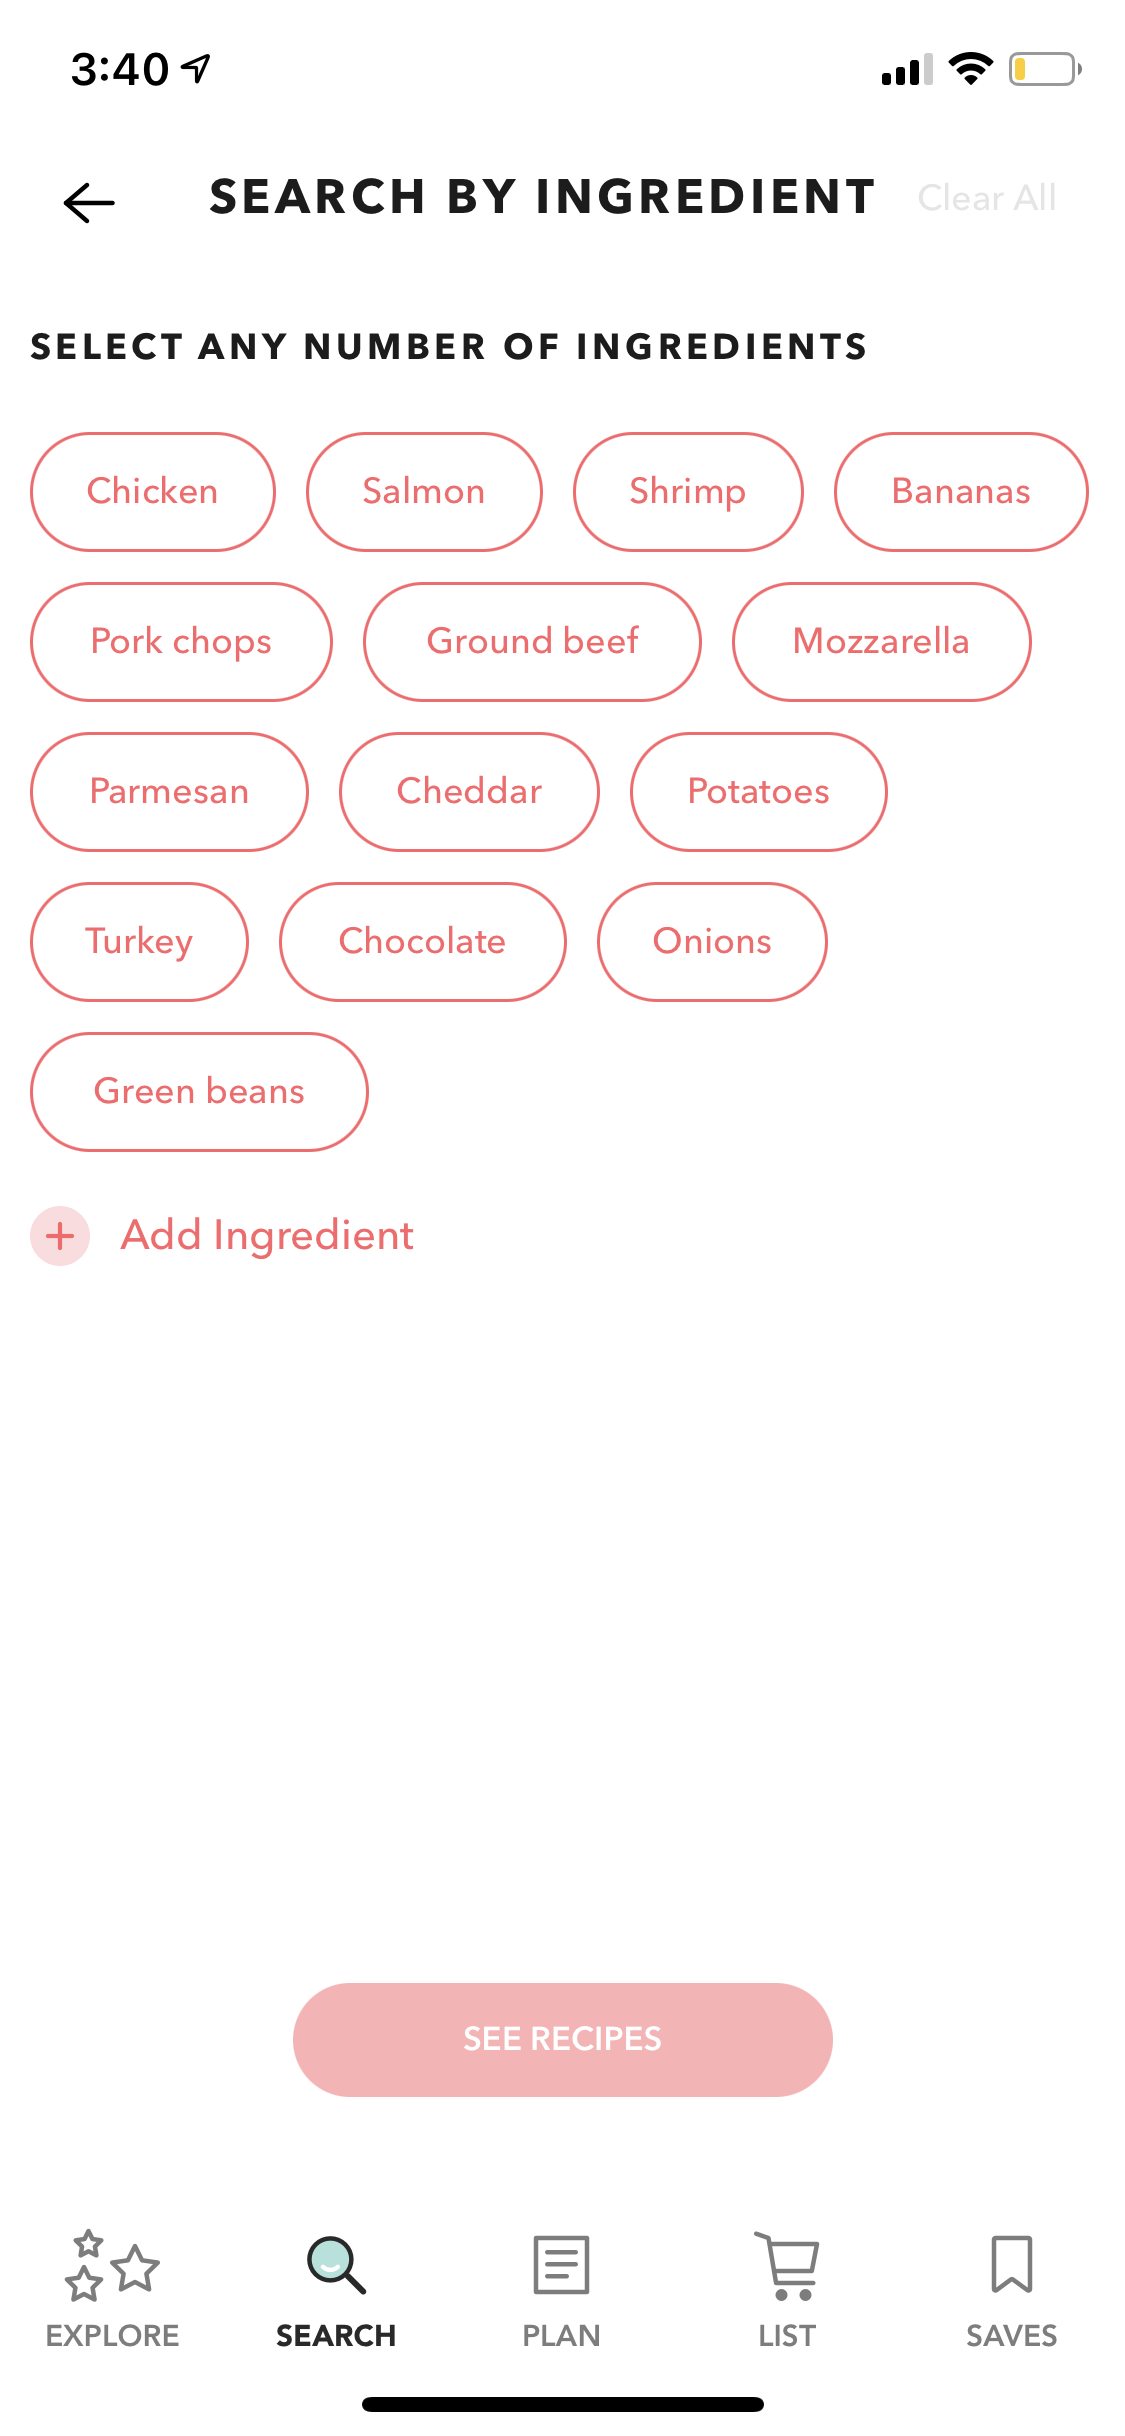 3:40
SEARCH BY INGREDIENT Clear All
SELECT ANY NUMBER OF INGREDIENTS
Chicken Salmon Shrimp Bananas
Pork chops Ground beef Mozzarella
Parmesan Cheddar Potatoes
Turkey Chocolate Onions
Green beans
+ Add Ingredient
SEE RECIPES
EXPLORE SEARCH PLAN LIST SAVES